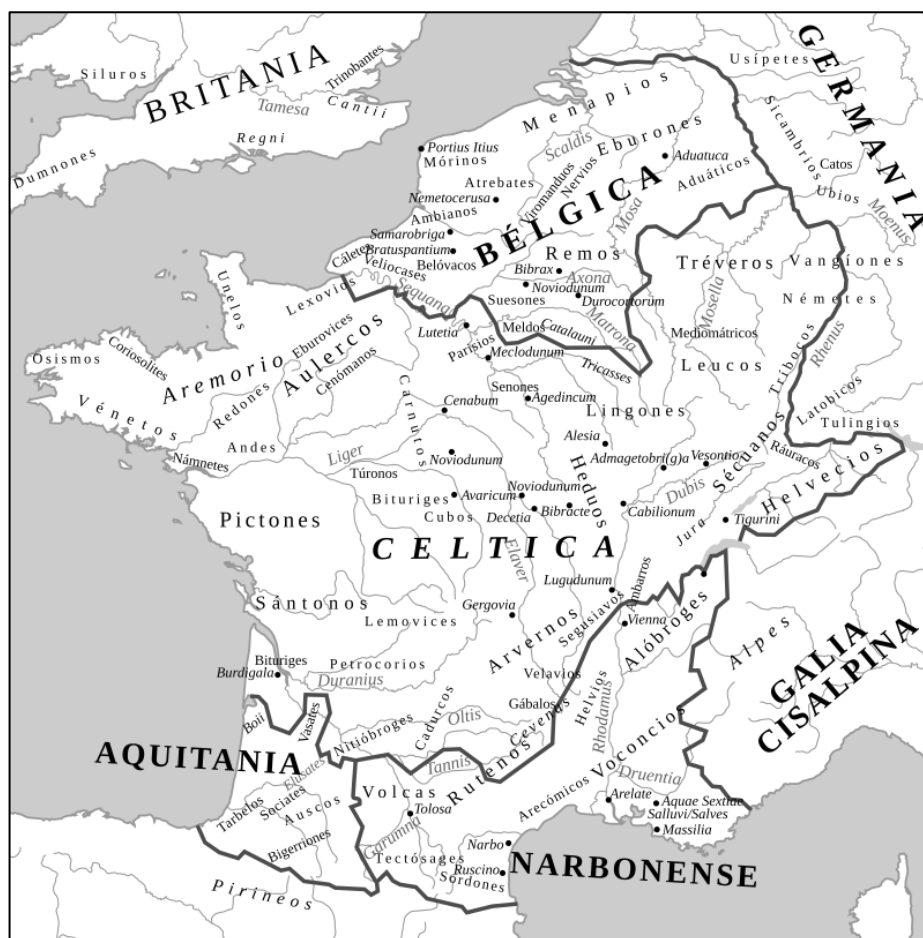 GERMANIA
Usípetes
Siluros
BRITANIA
Trinobantes
Tamesa
Cantii
Menapios
Sicambrios
Regni
Dumnones
Portius Itius
Mórinos
Scaldis
Eburones
Aduatuca
Catos
Aduáticos
Ubios
Moenus
Atrebates
Nemetocerusa
Viromanduos
Nervios
Ambianos
Mosa
BÉLGICA
Samarobriga
Bratuspantium
Cáletes
Veliocases
Belóvacos
Remos
Bibrax
Axona
Tréveros
Vangíones
Unelos
Lexovios
Sequana
Noviodunum
Suesones
Durocortorum
Mosella
Németes
Lutetia
Meldos
Catalauni
Matrona
Mediomátricos
Rhenus
Osismos
Coriosolites
Eburovices
Aulercos
Parisios
Meclodunum
Tricasses
Leucos
Tribocos
Aremorio
Cenómanos
Redones
Carnutos
Senones
Agedincum
Lingones
Latobicos
Vénetos
Cenabum
Tulingios
Andes
Liger
Alesia
Námnetes
Noviodunum
Admagetobri(g)a
Vesontio
Sécuanos
Ráuracos
Helvecios
Túronos
Heduos
Dubis
Bituriges
Cubos
Avaricum
Noviodunum
Decetia
Bibracte
Cabilionum
Jura
Tigurini
Pictones
CELTICA
Elaver
Lugudunum
Ambarros
Sántonos
Lemovices
Gergovia
Arvernos
Segusiavos
Vienna
Alóbroges
Alpes
GALIA
CISALPINA
Bituriges
Burdigala
Petrocorios
Duranius
Velavios
Gábalos
Helvios
Boii
Vasates
Nitióbroges
Cadurcos
Oltis
Cevenas
Rhodamus
Voconcios
AQUITANIA
Elusates
Tannis
Rutenos
Druentia
Tarbelos
Sociates
Auscos
Volcas
Tolosa
Arecómicos
Arelate
Aquae Sextiae
Salluvi/Salves
Massilia
Bigerriones
Garumna
Tectósages
Narbo
Ruscino
Sordones
NARBONENSE
Pirineos